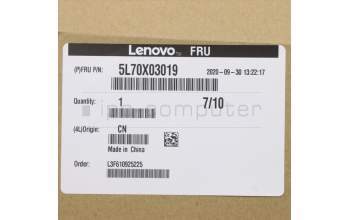 Lenovo™ FRU
(P)FRU P/N: 5L70X03019 2020-09-30 13:22:17
Quantity: 1 7/10
(4L)Origin: CN
Made in China
Order: L3F610925225